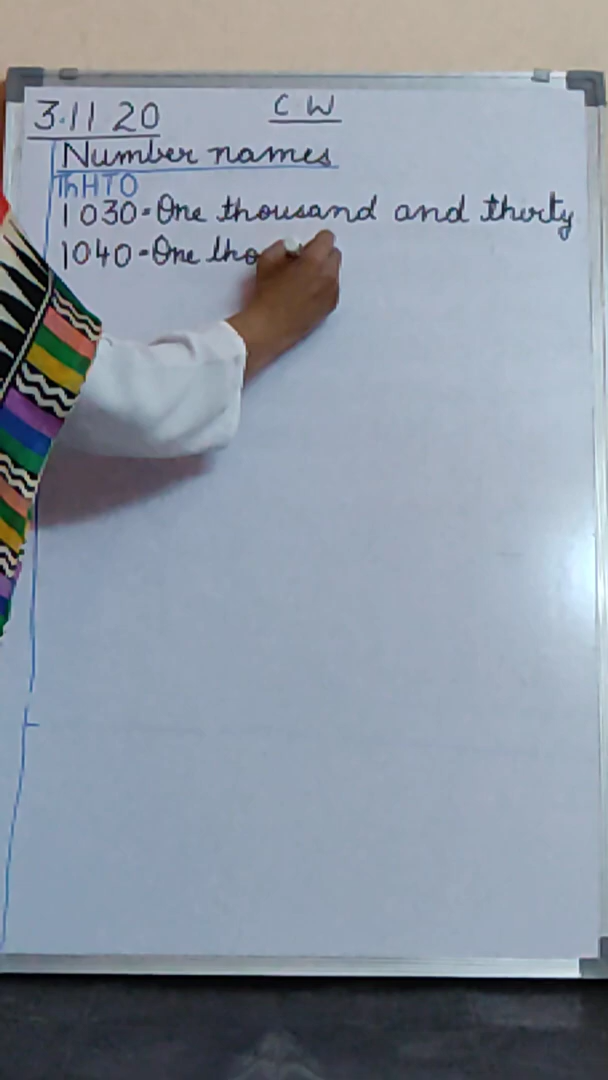 3.11 20
C W
Number names
ThHTO
1030-One thousand and thirty
1040-One tho